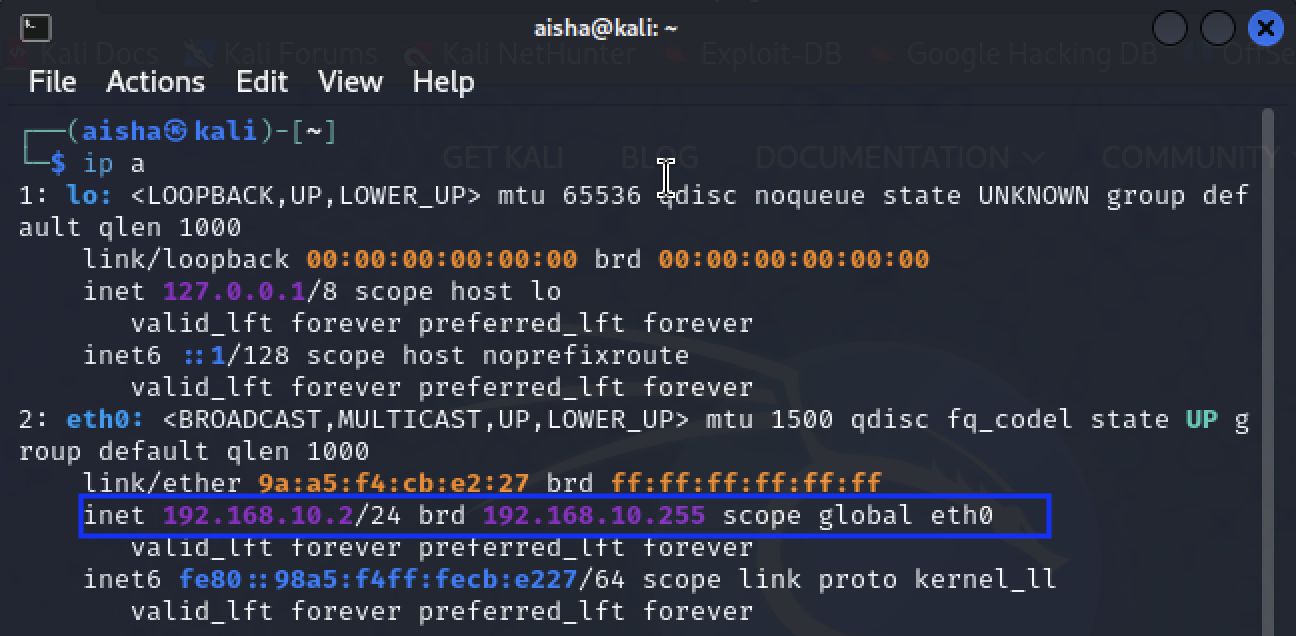 aisha@kali: ~
Kali Docs Kali Forums Kali NetHunter Exploit-DB Google Hacking DB
File Actions Edit View Help
┌──(aisha㉿kali)-[~]
└─$ ip a
GET KALI BLOG DOCUMENTATION COMMUNITY
1: lo: <LOOPBACK,UP,LOWER_UP> mtu 65536 qdisc noqueue state UNKNOWN group def
ault qlen 1000
link/loopback 00:00:00:00:00:00 brd 00:00:00:00:00:00
inet 127.0.0.1/8 scope host lo
valid_lft forever preferred_lft forever
inet6 ::1/128 scope host noprefixroute
valid_lft forever preferred_lft forever
2: eth0: <BROADCAST,MULTICAST,UP,LOWER_UP> mtu 1500 qdisc fq_codel state UP g
roup default qlen 1000
link/ether 9a:a5:f4:cb:e2:27 brd ff:ff:ff:ff:ff:ff
inet 192.168.10.2/24 brd 192.168.10.255 scope global eth0
valid_lft forever preferred_lft forever
inet6 fe80::98a5:f4ff:fecb:e227/64 scope link proto kernel_ll
valid_lft forever preferred_lft forever